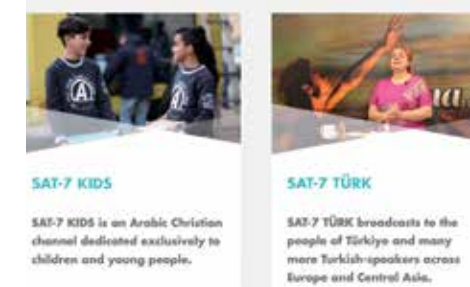 SAT-7 KIDS
SAT-7 KIDS is an Arabic Christian
channel dedicated exclusively to
children and young people.
SAT-7 TÜRK
SAT-7 TÜRK broadcasts to the
people of Türkiye and many
more Turkish-speakers across
Europe and Central Asia.